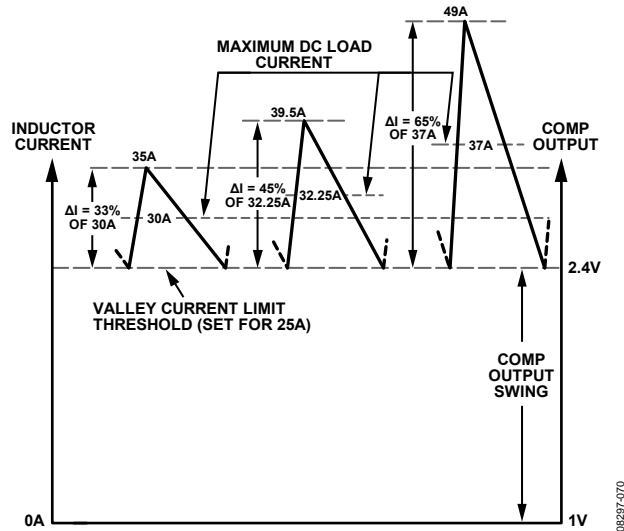 49A
MAXIMUM DC LOAD
CURRENT
INDUCTOR
CURRENT
COMP
OUTPUT
39.5A
35A
ΔI = 65%
OF 37A
37A
ΔI = 45%
OF 32.25A
32.25A
ΔI = 33%
OF 30A
30A
2.4V
VALLEY CURRENT LIMIT
THRESHOLD (SET FOR 25A)
COMP
OUTPUT
SWING
0A
1V
08297-070